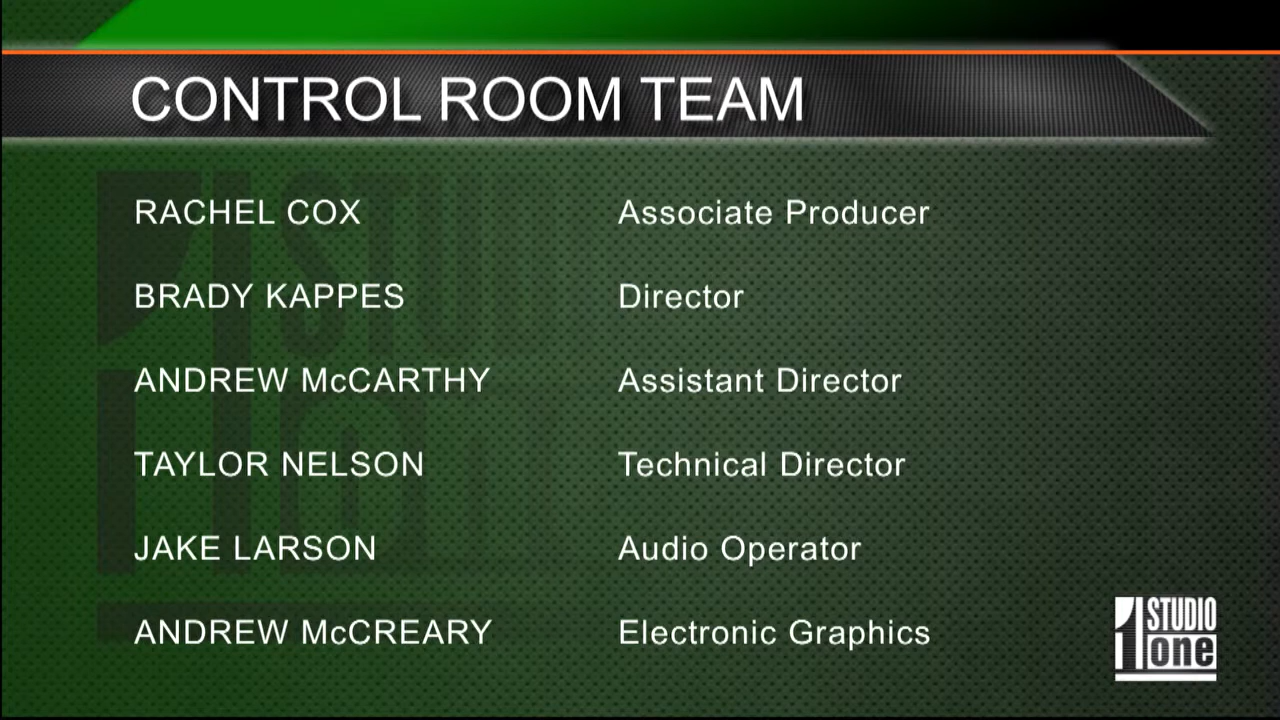 CONTROL ROOM TEAM
RACHEL COX Associate Producer
BRADY KAPPES Director
ANDREW McCARTHY Assistant Director
TAYLOR NELSON Technical Director
JAKE LARSON Audio Operator
ANDREW McCREARY Electronic Graphics
1 STUDIO
one